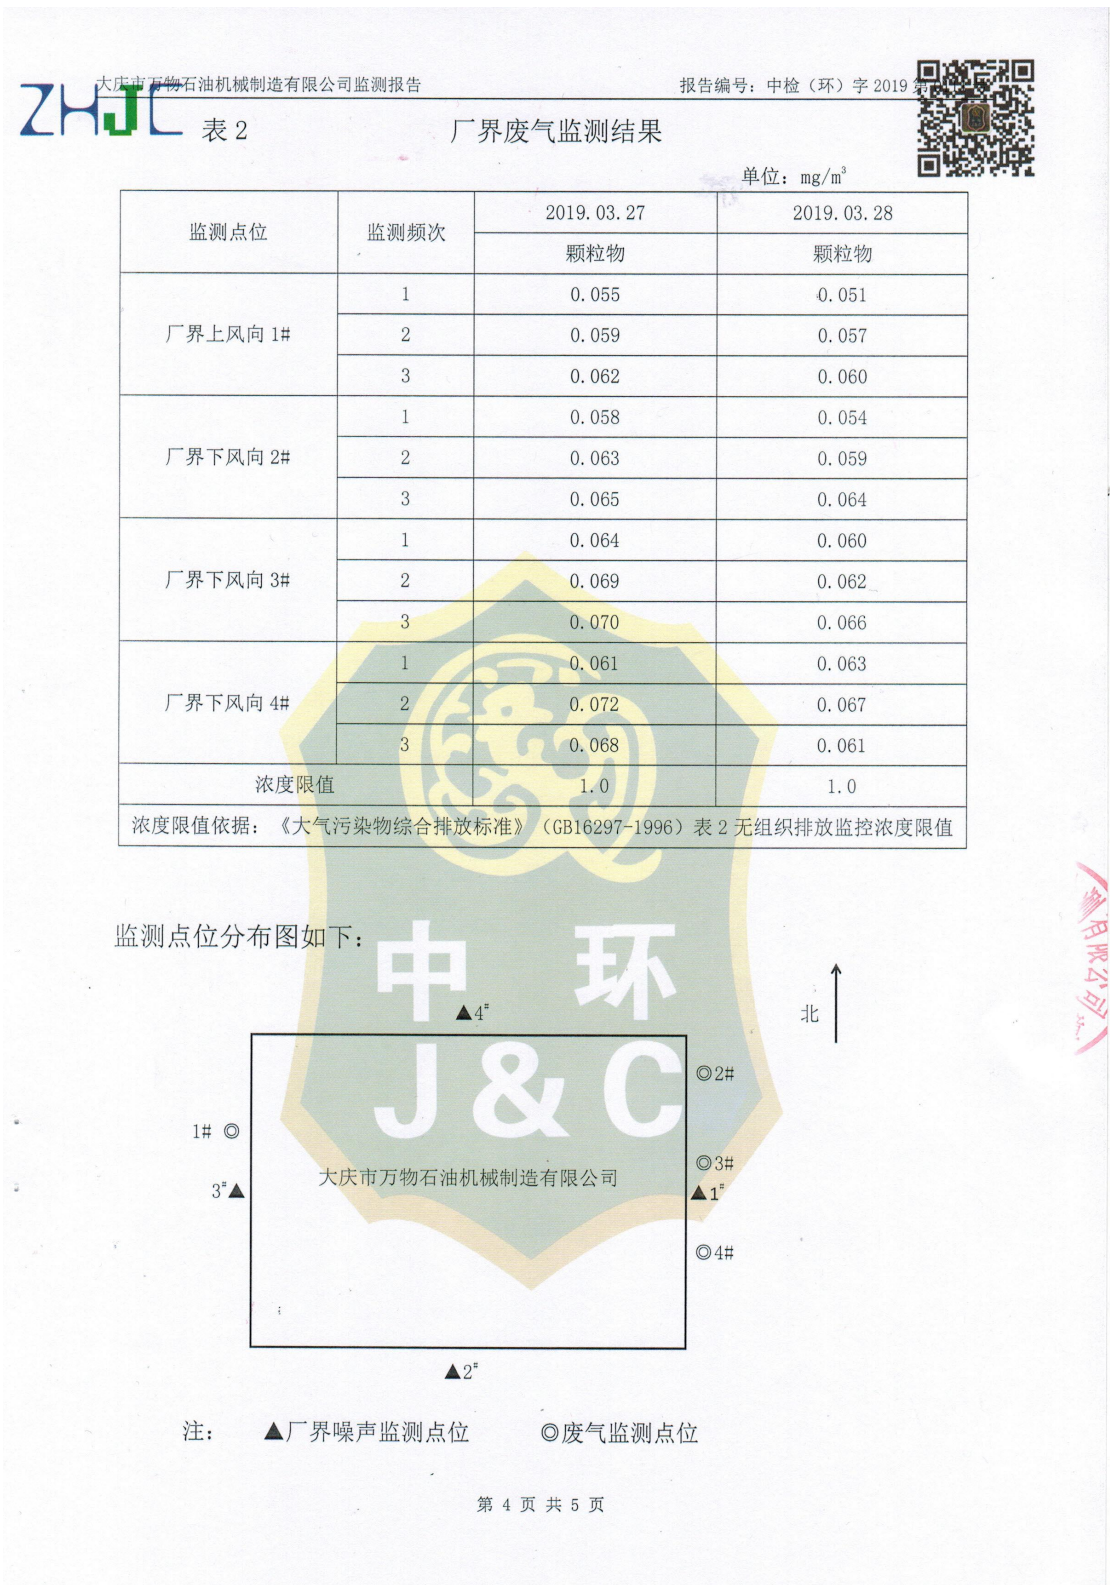 大庆市万物石油机械制造有限公司监测报告 报告编号：中检（环）字 2019 第
ZHJC
表 2 厂界废气监测结果
单位：mg/m³
监测点位 监测频次 2019.03.27 2019.03.28
颗粒物 颗粒物
厂界上风向 1# 1 0.055 0.051
2 0.059 0.057
3 0.062 0.060
厂界下风向 2# 1 0.058 0.054
2 0.063 0.059
3 0.065 0.064
厂界下风向 3# 1 0.064 0.060
2 0.069 0.062
3 0.070 0.066
厂界下风向 4# 1 0.061 0.063
2 0.072 0.067
3 0.068 0.061
浓度限值 1.0 1.0
浓度限值依据：《大气污染物综合排放标准》（GB16297-1996）表 2 无组织排放监控浓度限值
监测点位分布图如下：
中 环
J&C
▲4# 北
◎2#
1# ◎
◎3#
大庆市万物石油机械制造有限公司
3#▲ ▲1#
◎4#
▲2#
测有限公司
注： ▲厂界噪声监测点位 ◎废气监测点位
第 4 页 共 5 页